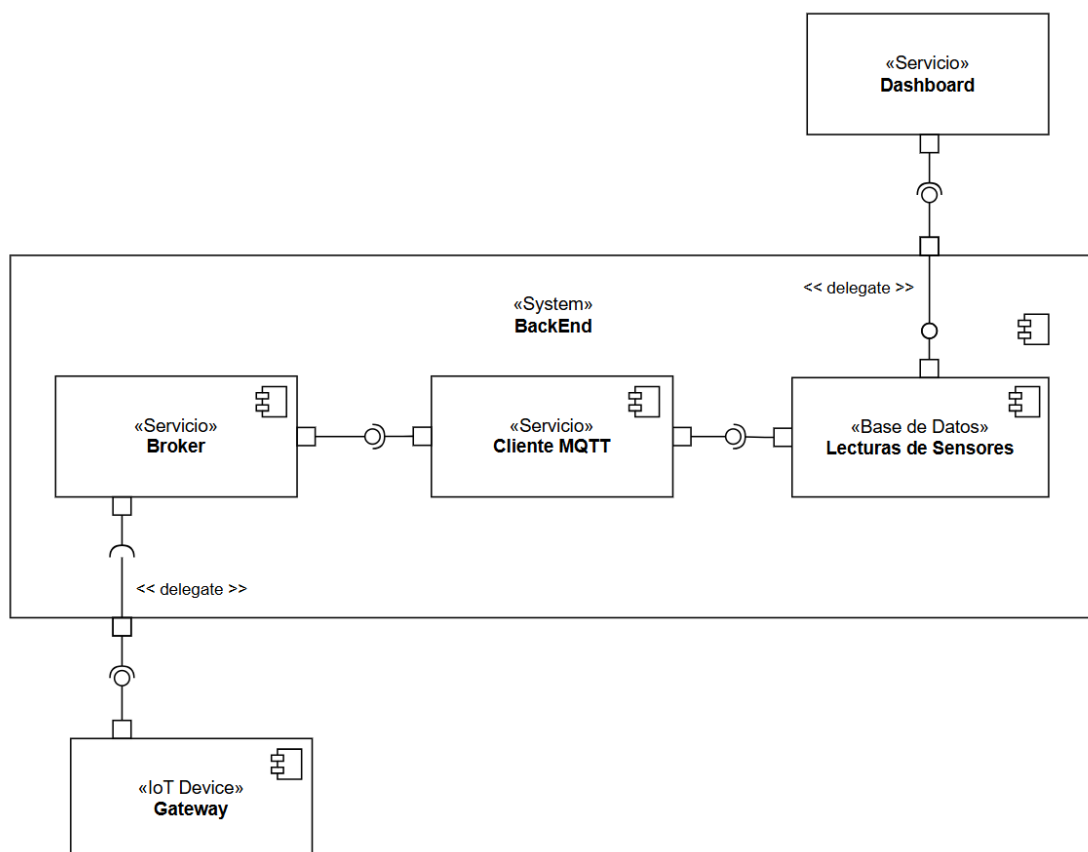 «Servicio»
Dashboard
<< delegate >>
«System»
BackEnd
«Servicio»
Broker
«Servicio»
Cliente MQTT
«Base de Datos»
Lecturas de Sensores
<< delegate >>
«IoT Device»
Gateway